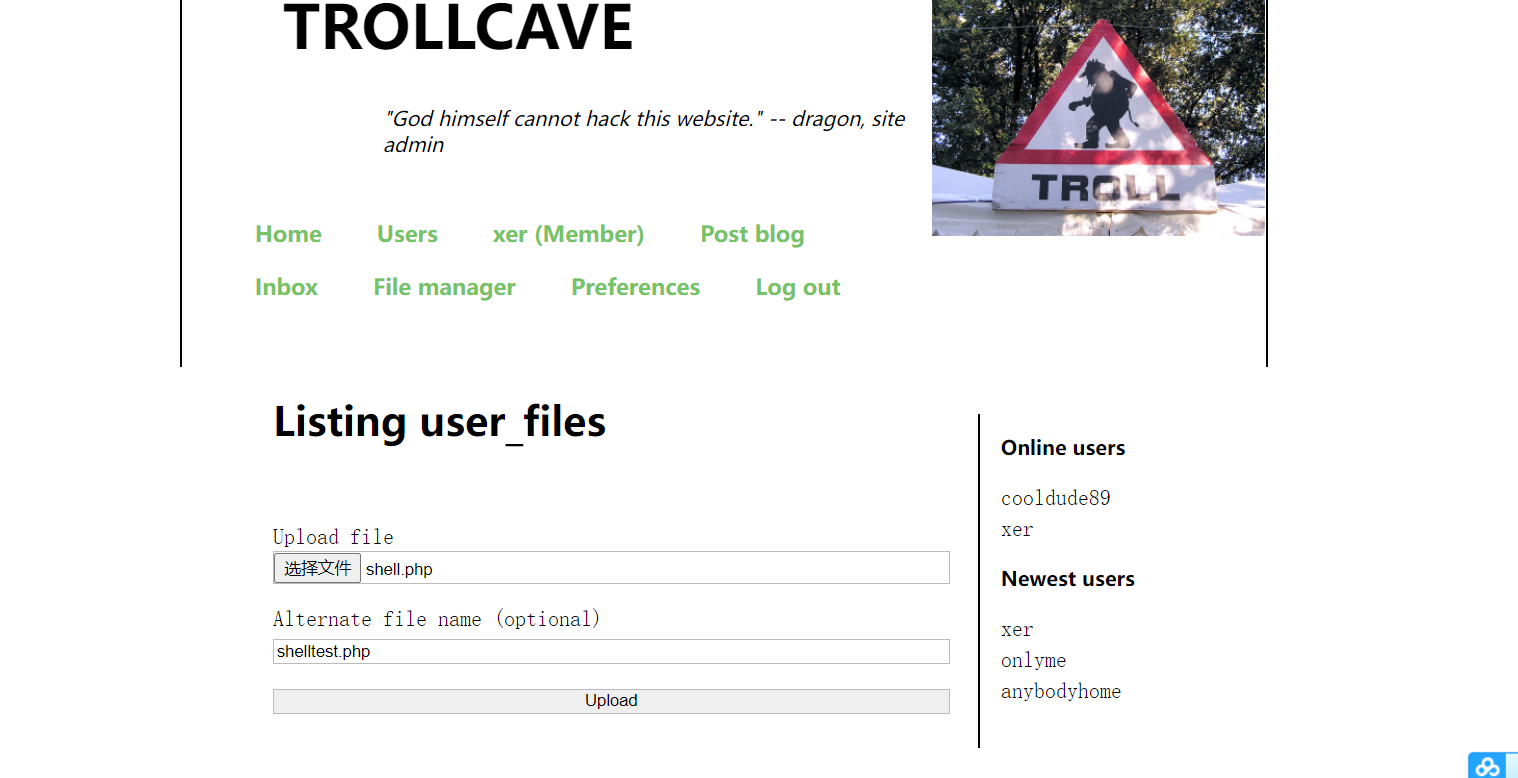 TROLLCAVE
"God himself cannot hack this website." -- dragon, site
admin
TROLL
Home Users xer (Member) Post blog
Inbox File manager Preferences Log out
Listing user_files
Upload file
选择文件 shell.php
Alternate file name (optional)
shelltest.php
Upload
Online users
cooldude89
xer
Newest users
xer
onlyme
anybodyhome